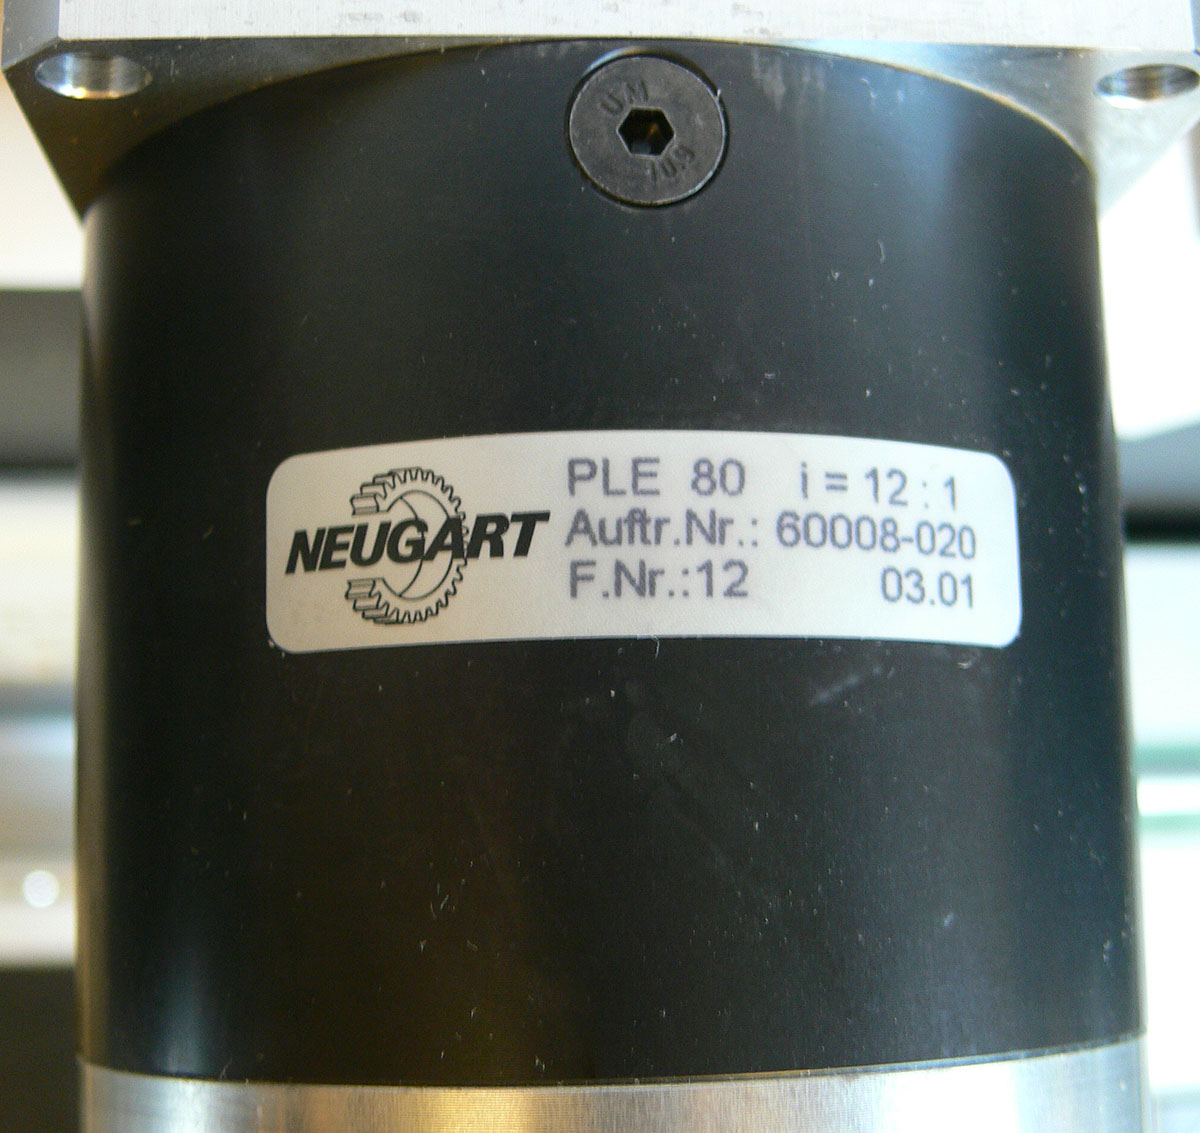 NEUGART
PLE 80 i = 12 : 1
Auftr.Nr.: 60008-020
F.Nr.:12 03.01